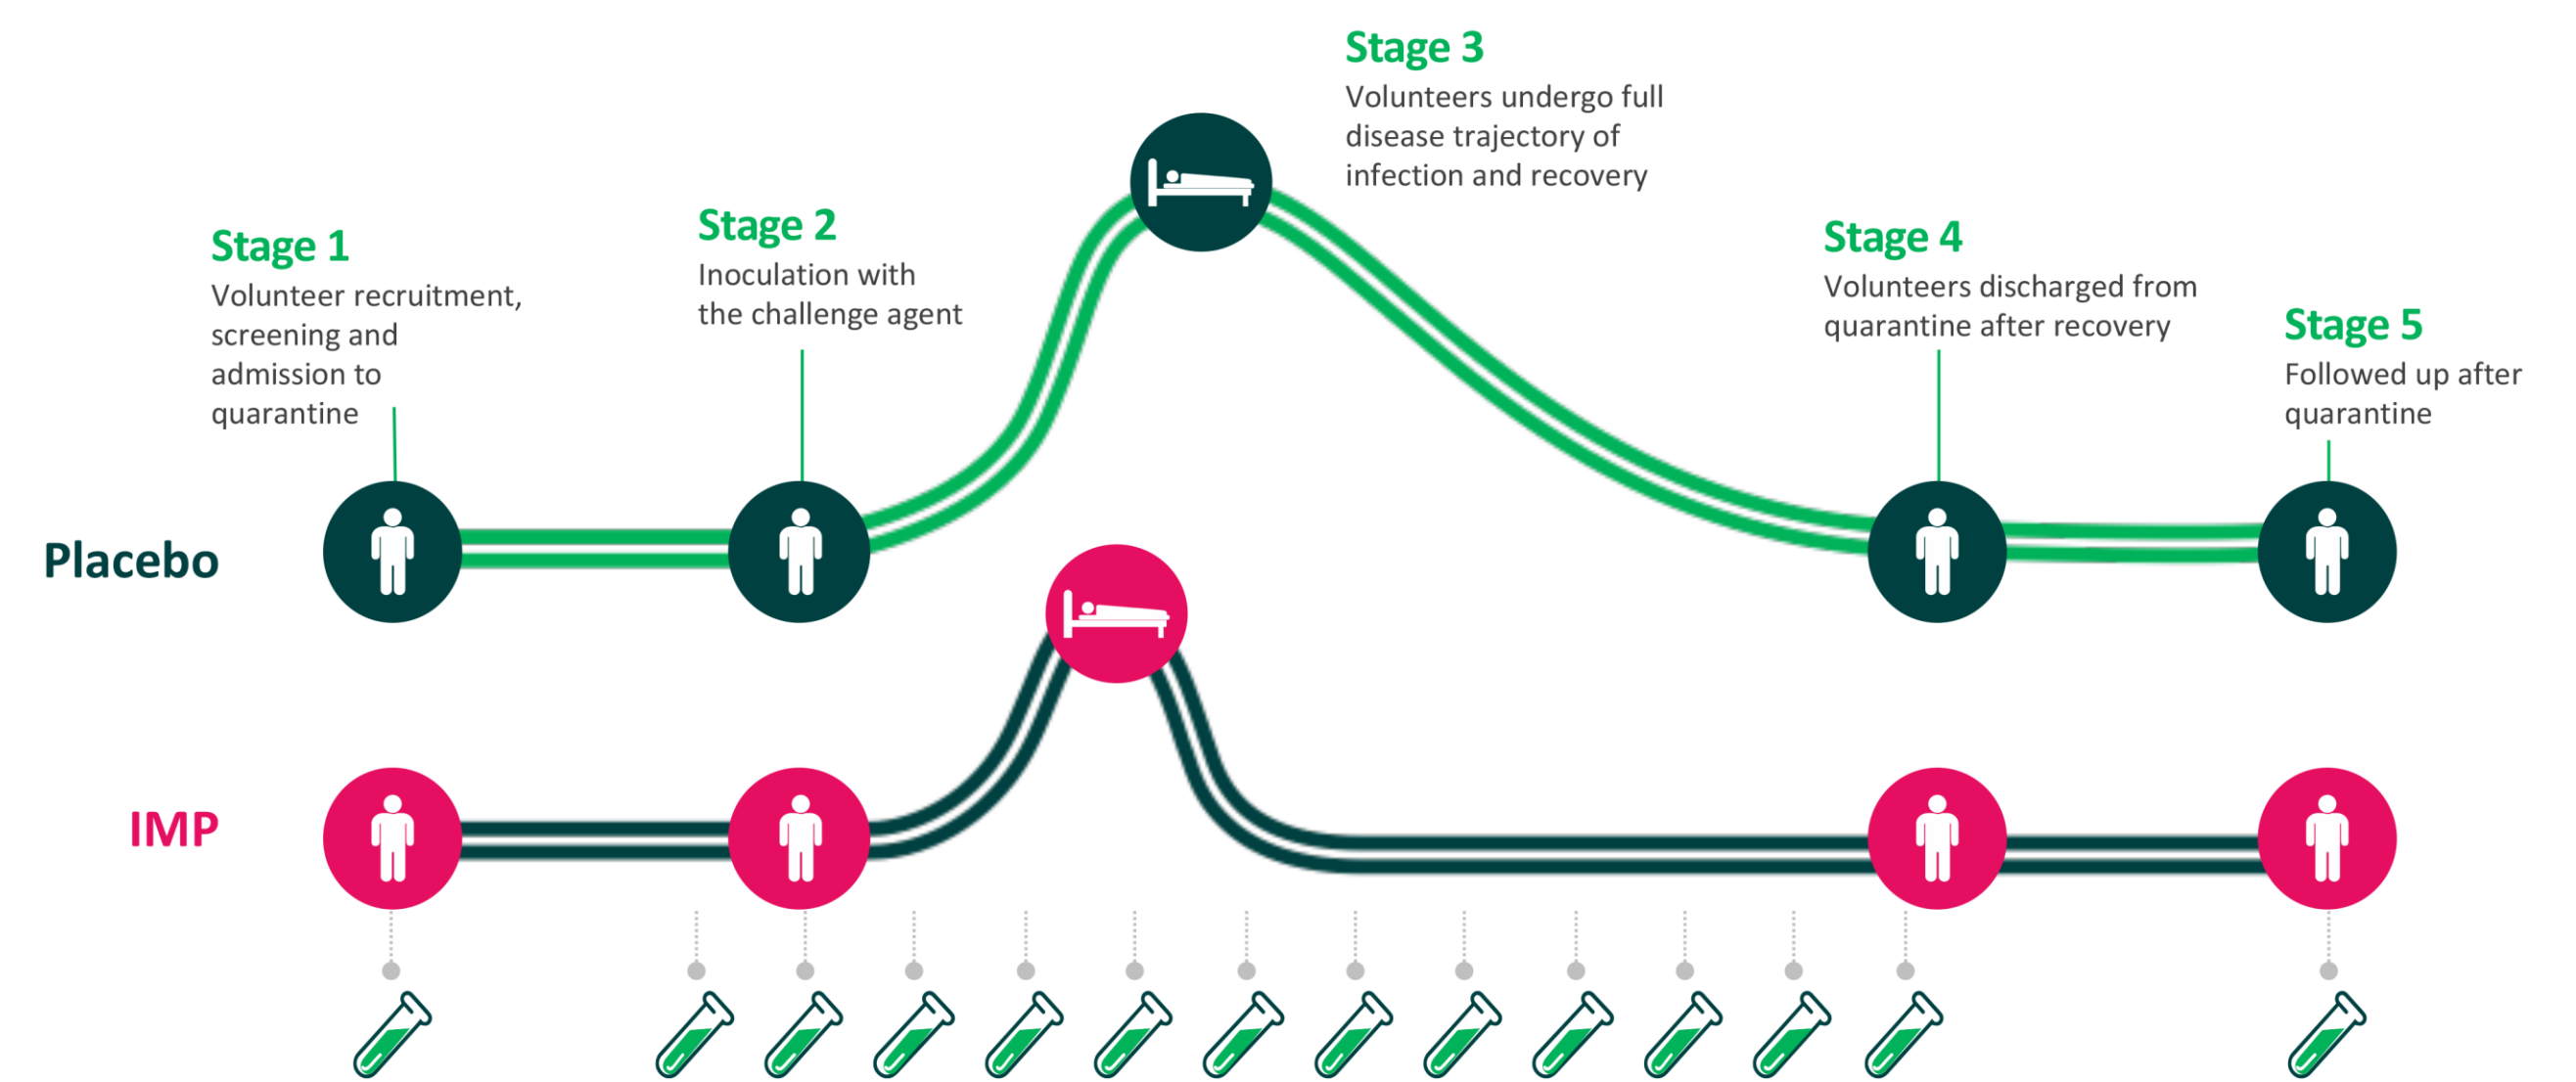 Stage 1
Volunteer recruitment,
screening and
admission to
quarantine
Stage 2
Inoculation with
the challenge agent
Stage 3
Volunteers undergo full
disease trajectory of
infection and recovery
Stage 4
Volunteers discharged from
quarantine after recovery
Stage 5
Followed up after
quarantine
Placebo
IMP